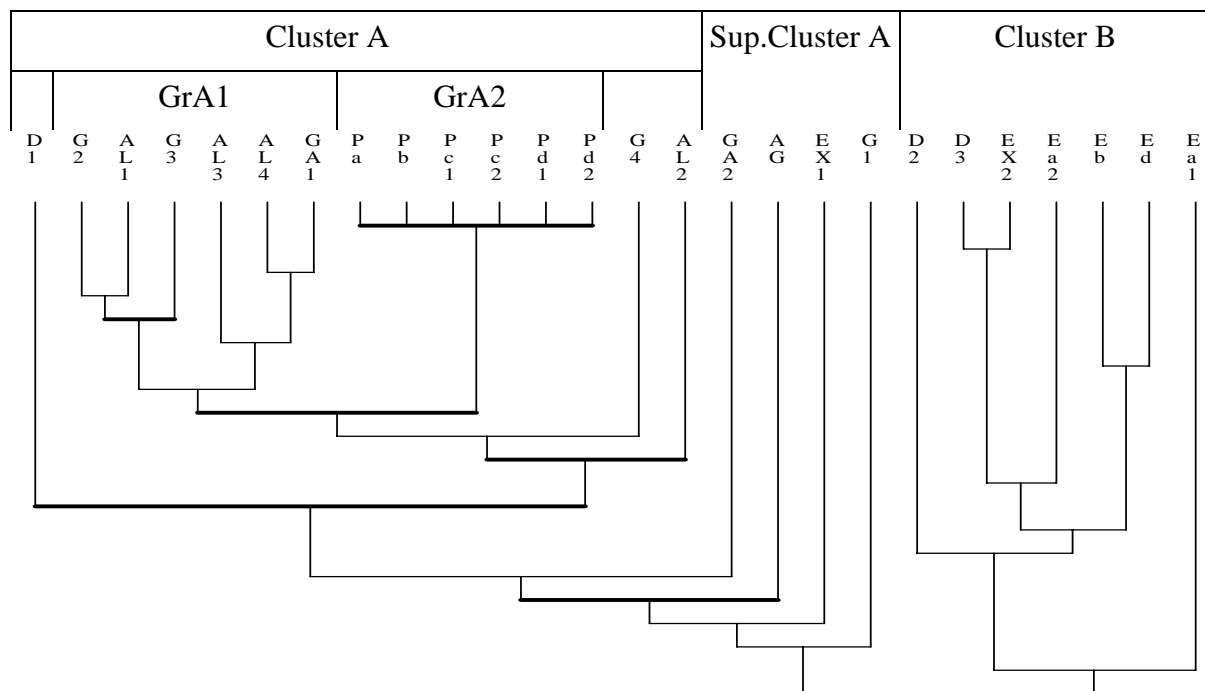 Cluster A Sup.Cluster A Cluster B
GrA1 GrA2
D1 G2 AL1 G3 AL3 AL4 GA1 Pa Pb Pc1 Pc2 Pd1 Pd2 G4 AL2 GA2 AG EX1 G1 D2 D3 EX2 Ea2 Eb Ed Ea1